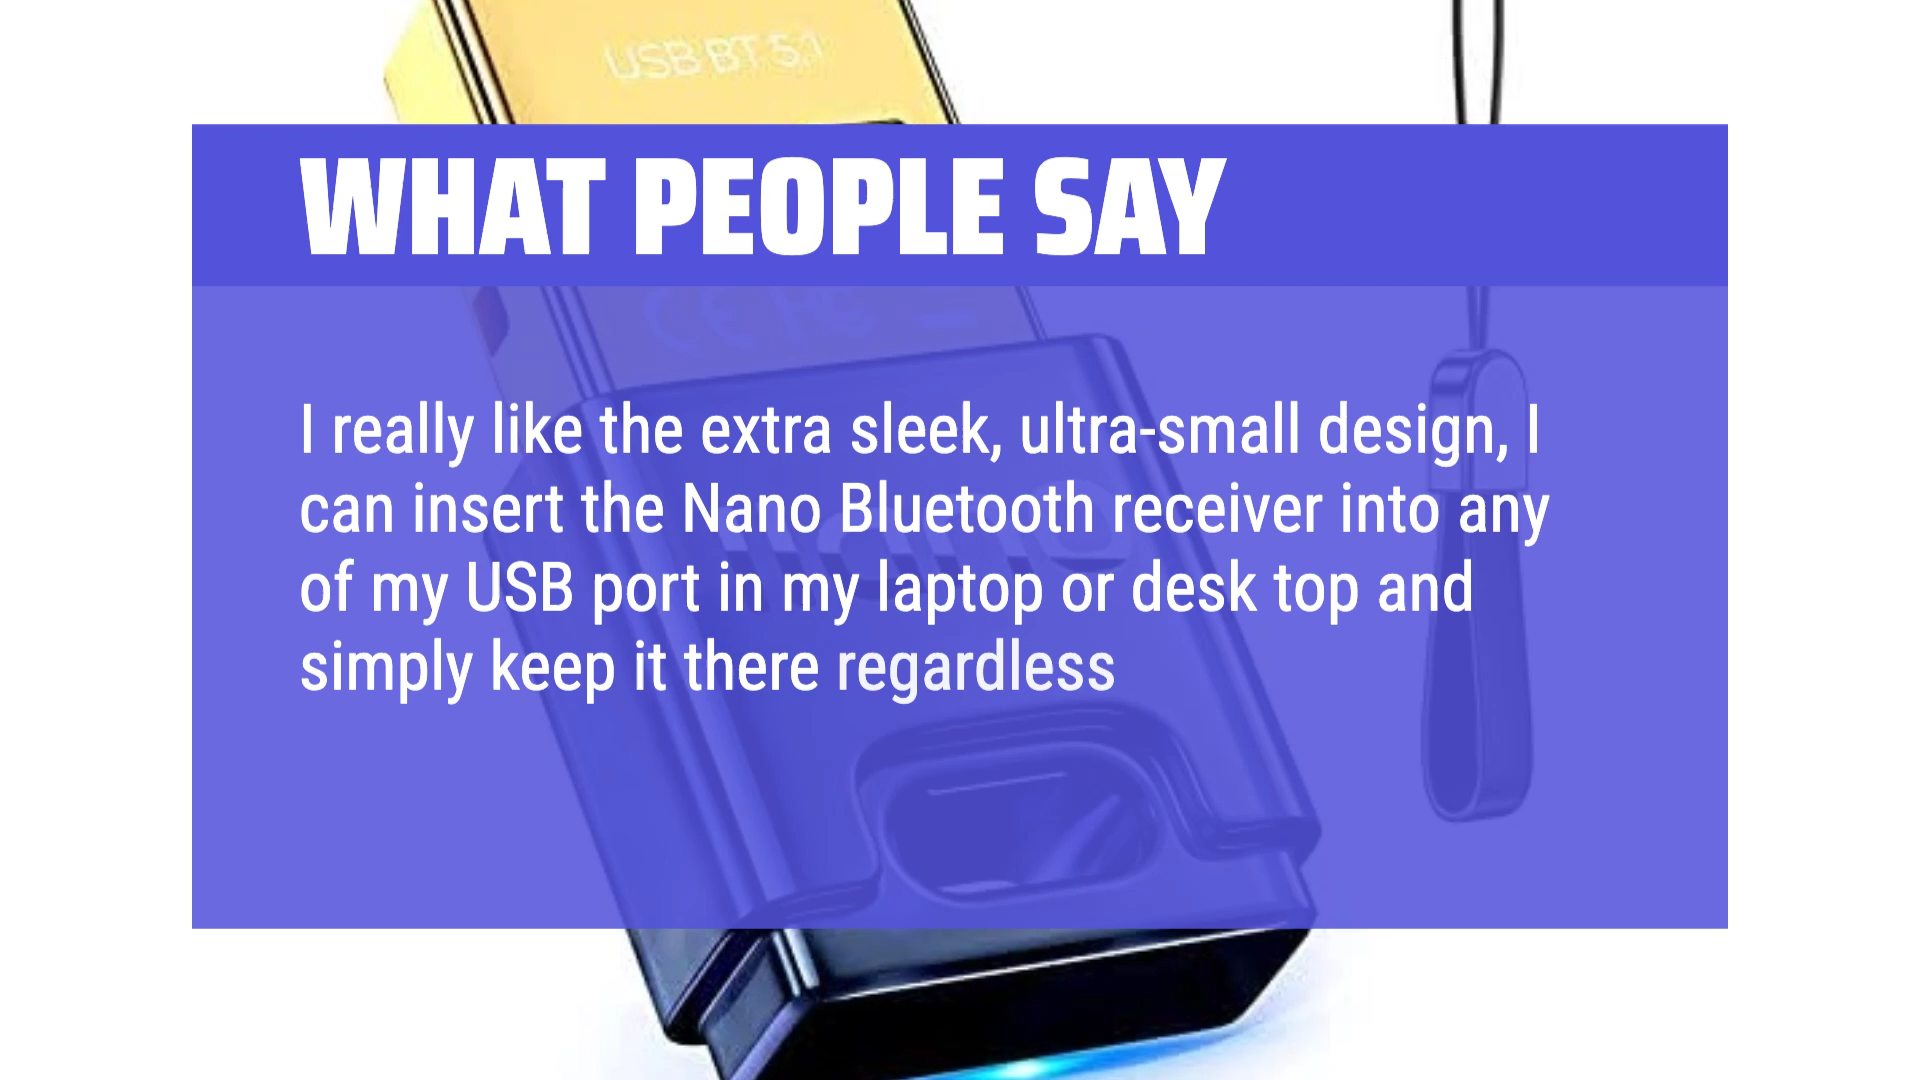 USB BT 5.1
WHAT PEOPLE SAY
CE FC
I really like the extra sleek, ultra-small design, I
can insert the Nano Bluetooth receiver into any
of my USB port in my laptop or desk top and
simply keep it there regardless